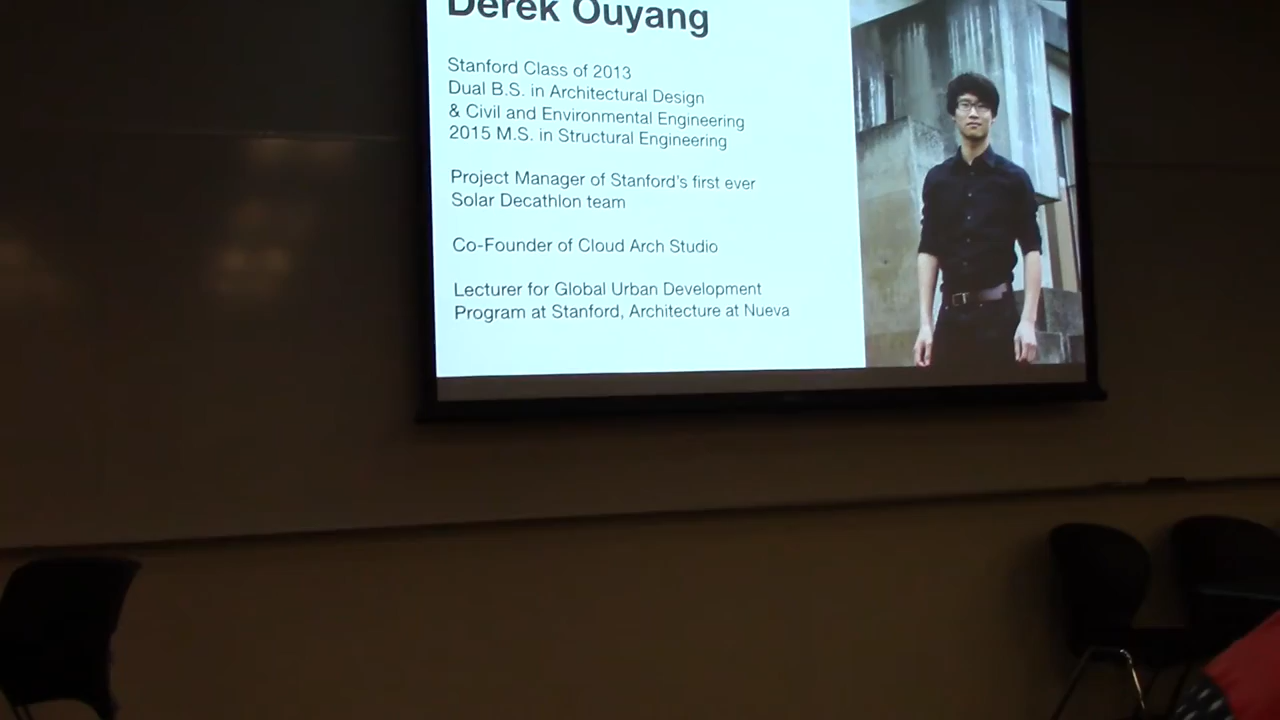 Derek Ouyang
Stanford Class of 2013
Dual B.S. in Architectural Design
& Civil and Environmental Engineering
2015 M.S. in Structural Engineering
Project Manager of Stanford's first ever
Solar Decathlon team
Co-Founder of Cloud Arch Studio
Lecturer for Global Urban Development
Program at Stanford, Architecture at Nueva